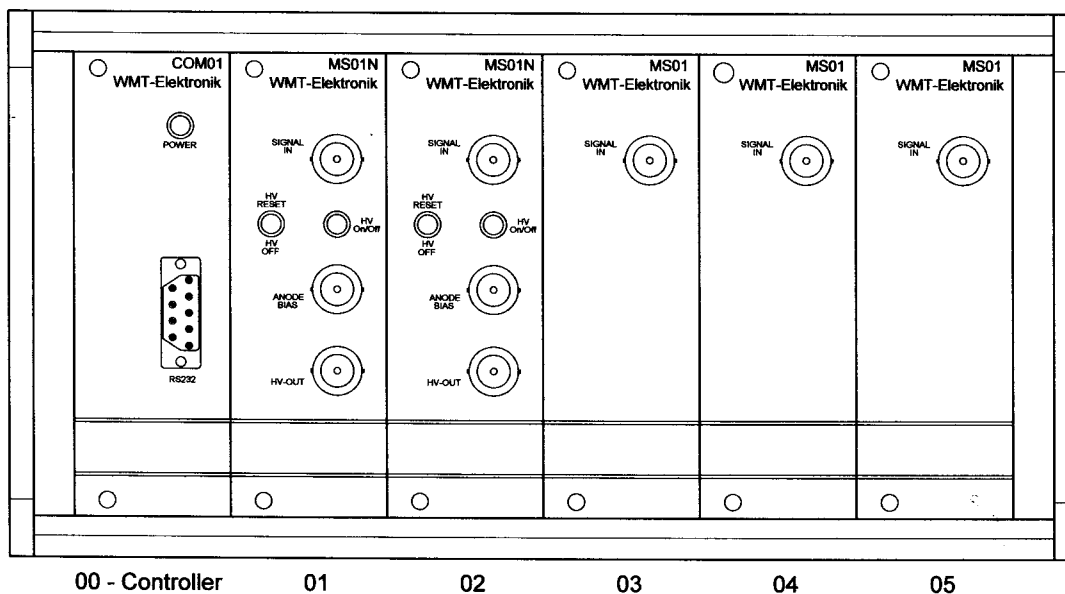 COM01
WMT-Elektronik
POWER
RS232
MS01N
WMT-Elektronik
SIGNAL
IN
HV
RESET
HV
OFF
HV
On/Off
ANODE
BIAS
HV-OUT
MS01N
WMT-Elektronik
SIGNAL
IN
HV
RESET
HV
OFF
HV
On/Off
ANODE
BIAS
HV-OUT
MS01
WMT-Elektronik
SIGNAL
IN
MS01
WMT-Elektronik
SIGNAL
IN
MS01
WMT-Elektronik
SIGNAL
IN
00 - Controller
01
02
03
04
05